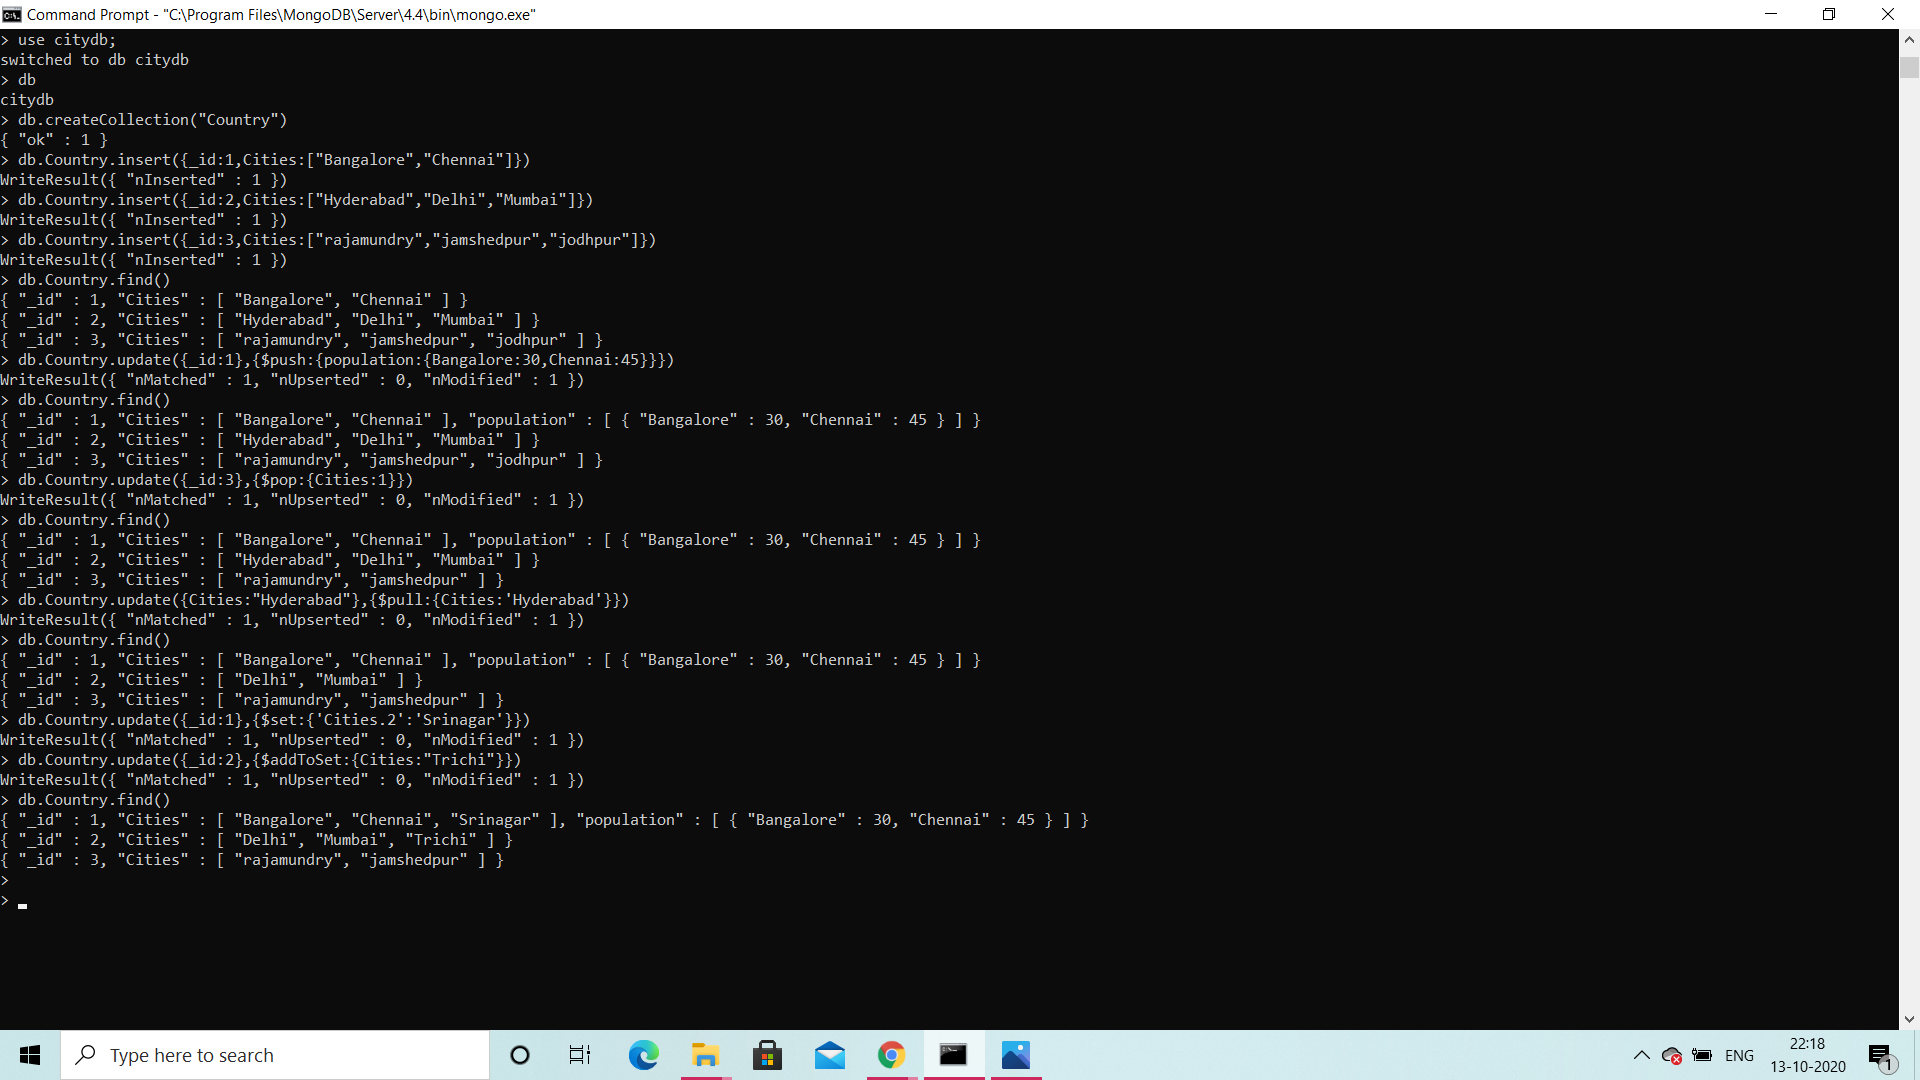 Command Prompt - "C:\Program Files\MongoDB\Server\4.4\bin\mongo.exe"
> use citydb;
switched to db citydb
> db
citydb
> db.createCollection("Country")
{ "ok" : 1 }
> db.Country.insert({_id:1,Cities:["Bangalore","Chennai"]})
WriteResult({ "nInserted" : 1 })
> db.Country.insert({_id:2,Cities:["Hyderabad","Delhi","Mumbai"]})
WriteResult({ "nInserted" : 1 })
> db.Country.insert({_id:3,Cities:["rajamundry","jamshedpur","jodhpur"]})
WriteResult({ "nInserted" : 1 })
> db.Country.find()
{ "_id" : 1, "Cities" : [ "Bangalore", "Chennai" ] }
{ "_id" : 2, "Cities" : [ "Hyderabad", "Delhi", "Mumbai" ] }
{ "_id" : 3, "Cities" : [ "rajamundry", "jamshedpur", "jodhpur" ] }
> db.Country.update({_id:1},{$push:{population:{Bangalore:30,Chennai:45}}})
WriteResult({ "nMatched" : 1, "nUpserted" : 0, "nModified" : 1 })
> db.Country.find()
{ "_id" : 1, "Cities" : [ "Bangalore", "Chennai" ], "population" : [ { "Bangalore" : 30, "Chennai" : 45 } ] }
{ "_id" : 2, "Cities" : [ "Hyderabad", "Delhi", "Mumbai" ] }
{ "_id" : 3, "Cities" : [ "rajamundry", "jamshedpur", "jodhpur" ] }
> db.Country.update({_id:3},{$pop:{Cities:1}})
WriteResult({ "nMatched" : 1, "nUpserted" : 0, "nModified" : 1 })
> db.Country.find()
{ "_id" : 1, "Cities" : [ "Bangalore", "Chennai" ], "population" : [ { "Bangalore" : 30, "Chennai" : 45 } ] }
{ "_id" : 2, "Cities" : [ "Hyderabad", "Delhi", "Mumbai" ] }
{ "_id" : 3, "Cities" : [ "rajamundry", "jamshedpur" ] }
> db.Country.update({Cities:"Hyderabad"},{$pull:{Cities:'Hyderabad'}})
WriteResult({ "nMatched" : 1, "nUpserted" : 0, "nModified" : 1 })
> db.Country.find()
{ "_id" : 1, "Cities" : [ "Bangalore", "Chennai" ], "population" : [ { "Bangalore" : 30, "Chennai" : 45 } ] }
{ "_id" : 2, "Cities" : [ "Delhi", "Mumbai" ] }
{ "_id" : 3, "Cities" : [ "rajamundry", "jamshedpur" ] }
> db.Country.update({_id:1},{$set:{'Cities.2':'Srinagar'}})
WriteResult({ "nMatched" : 1, "nUpserted" : 0, "nModified" : 1 })
> db.Country.update({_id:2},{$addToSet:{Cities:"Trichi"}})
WriteResult({ "nMatched" : 1, "nUpserted" : 0, "nModified" : 1 })
> db.Country.find()
{ "_id" : 1, "Cities" : [ "Bangalore", "Chennai", "Srinagar" ], "population" : [ { "Bangalore" : 30, "Chennai" : 45 } ] }
{ "_id" : 2, "Cities" : [ "Delhi", "Mumbai", "Trichi" ] }
{ "_id" : 3, "Cities" : [ "rajamundry", "jamshedpur" ] }
>
>
Type here to search
ENG
22:18
13-10-2020
1